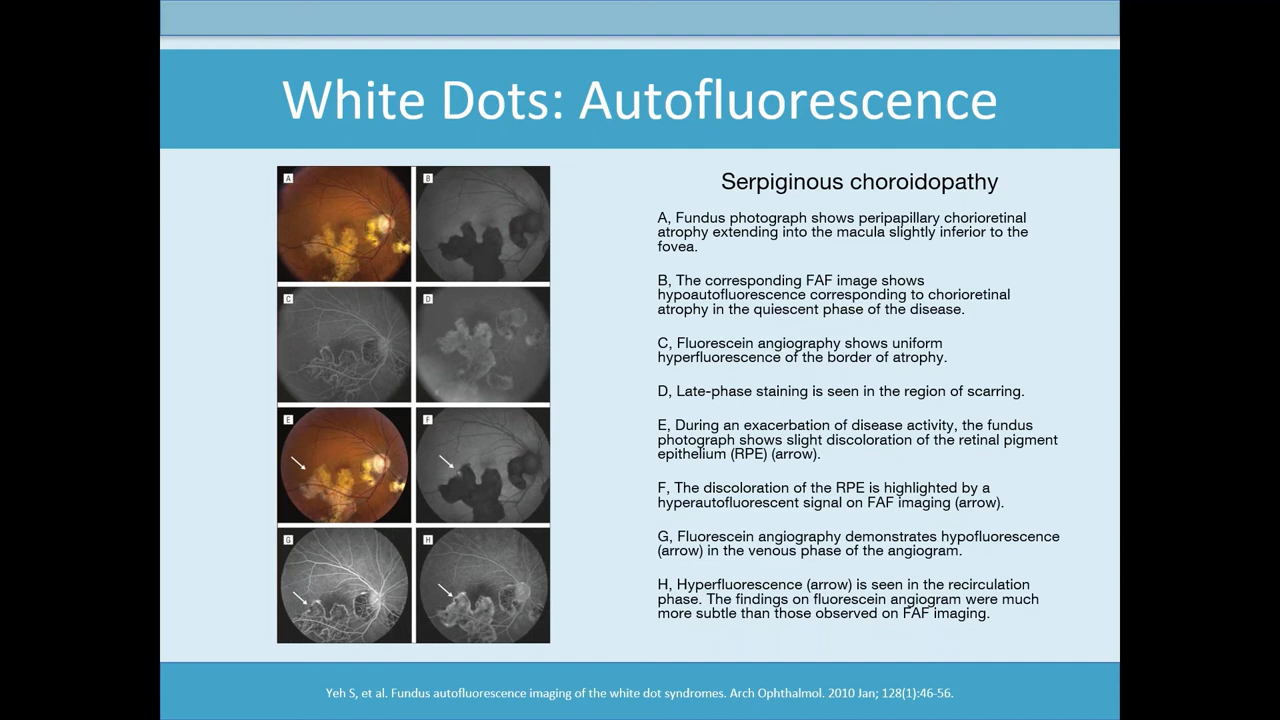 White Dots: Autofluorescence
A
B
C
D
E
F
G
H
Serpiginous choroidopathy
A, Fundus photograph shows peripapillary chorioretinal
atrophy extending into the macula slightly inferior to the
fovea.
B, The corresponding FAF image shows
hypoautofluorescence corresponding to chorioretinal
atrophy in the quiescent phase of the disease.
C, Fluorescein angiography shows uniform
hyperfluorescence of the border of atrophy.
D, Late-phase staining is seen in the region of scarring.
E, During an exacerbation of disease activity, the fundus
photograph shows slight discoloration of the retinal pigment
epithelium (RPE) (arrow).
F, The discoloration of the RPE is highlighted by a
hyperautofluorescent signal on FAF imaging (arrow).
G, Fluorescein angiography demonstrates hypofluorescence
(arrow) in the venous phase of the angiogram.
H, Hyperfluorescence (arrow) is seen in the recirculation
phase. The findings on fluorescein angiogram were much
more subtle than those observed on FAF imaging.
Yeh S, et al. Fundus autofluorescence imaging of the white dot syndromes. Arch Ophthalmol. 2010 Jan; 128(1):46-56.